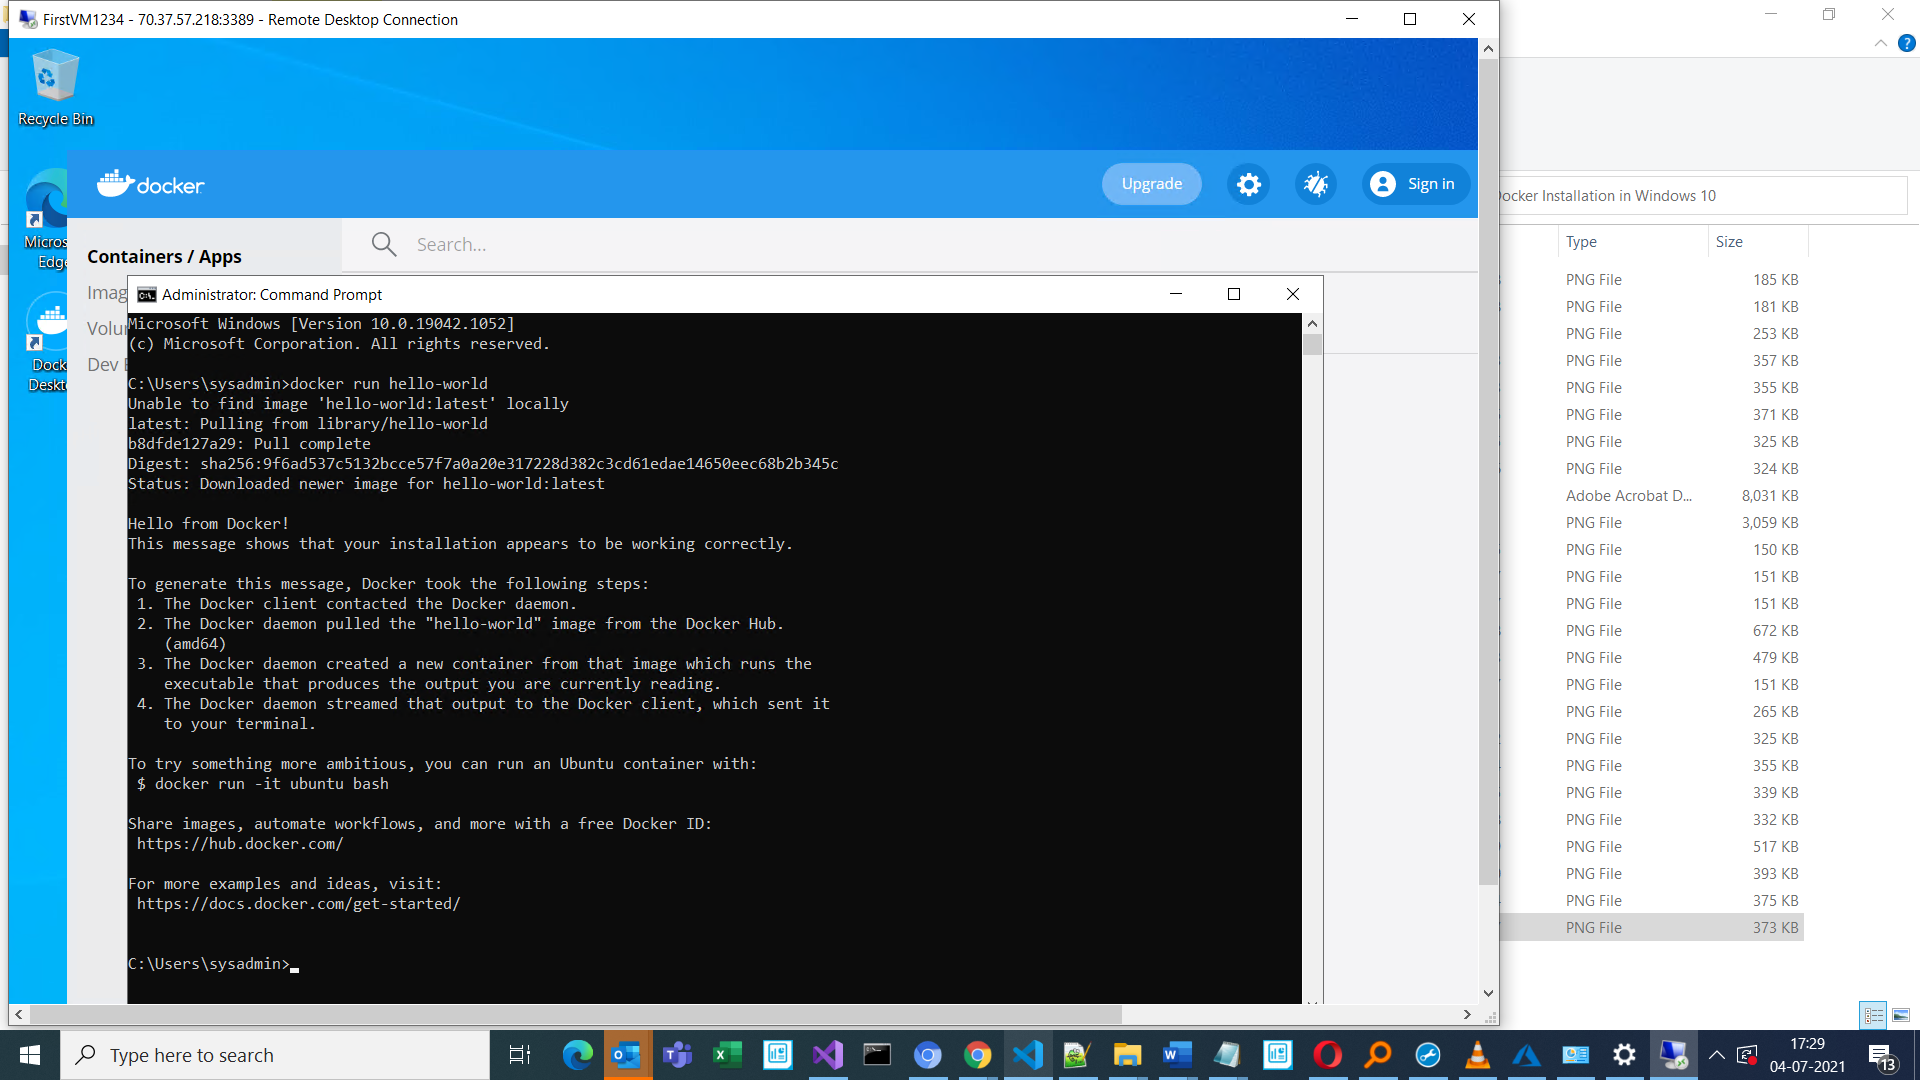 FirstVM1234 - 70.37.57.218:3389 - Remote Desktop Connection
Recycle Bin
docker
Upgrade
Sign in
Docker Installation in Windows 10
Containers / Apps
Search...
Type
Size
Administrator: Command Prompt
Microsoft Windows [Version 10.0.19042.1052]
(c) Microsoft Corporation. All rights reserved.
C:\Users\sysadmin>docker run hello-world
Unable to find image 'hello-world:latest' locally
latest: Pulling from library/hello-world
b8dfde127a29: Pull complete
Digest: sha256:9f6ad537c5132bcce57f7a0a20e317228d382c3cd61edae14650eec68b2b345c
Status: Downloaded newer image for hello-world:latest
Hello from Docker!
This message shows that your installation appears to be working correctly.
To generate this message, Docker took the following steps:
1. The Docker client contacted the Docker daemon.
2. The Docker daemon pulled the "hello-world" image from the Docker Hub.
(amd64)
3. The Docker daemon created a new container from that image which runs the
executable that produces the output you are currently reading.
4. The Docker daemon streamed that output to the Docker client, which sent it
to your terminal.
To try something more ambitious, you can run an Ubuntu container with:
$ docker run -it ubuntu bash
Share images, automate workflows, and more with a free Docker ID:
https://hub.docker.com/
For more examples and ideas, visit:
https://docs.docker.com/get-started/
C:\Users\sysadmin>
PNG File 185 KB
PNG File 181 KB
PNG File 253 KB
PNG File 357 KB
PNG File 355 KB
PNG File 371 KB
PNG File 325 KB
PNG File 324 KB
Adobe Acrobat D... 8,031 KB
PNG File 3,059 KB
PNG File 150 KB
PNG File 151 KB
PNG File 151 KB
PNG File 672 KB
PNG File 479 KB
PNG File 151 KB
PNG File 265 KB
PNG File 325 KB
PNG File 355 KB
PNG File 339 KB
PNG File 332 KB
PNG File 517 KB
PNG File 393 KB
PNG File 375 KB
PNG File 373 KB
Type here to search
17:29
04-07-2021
13